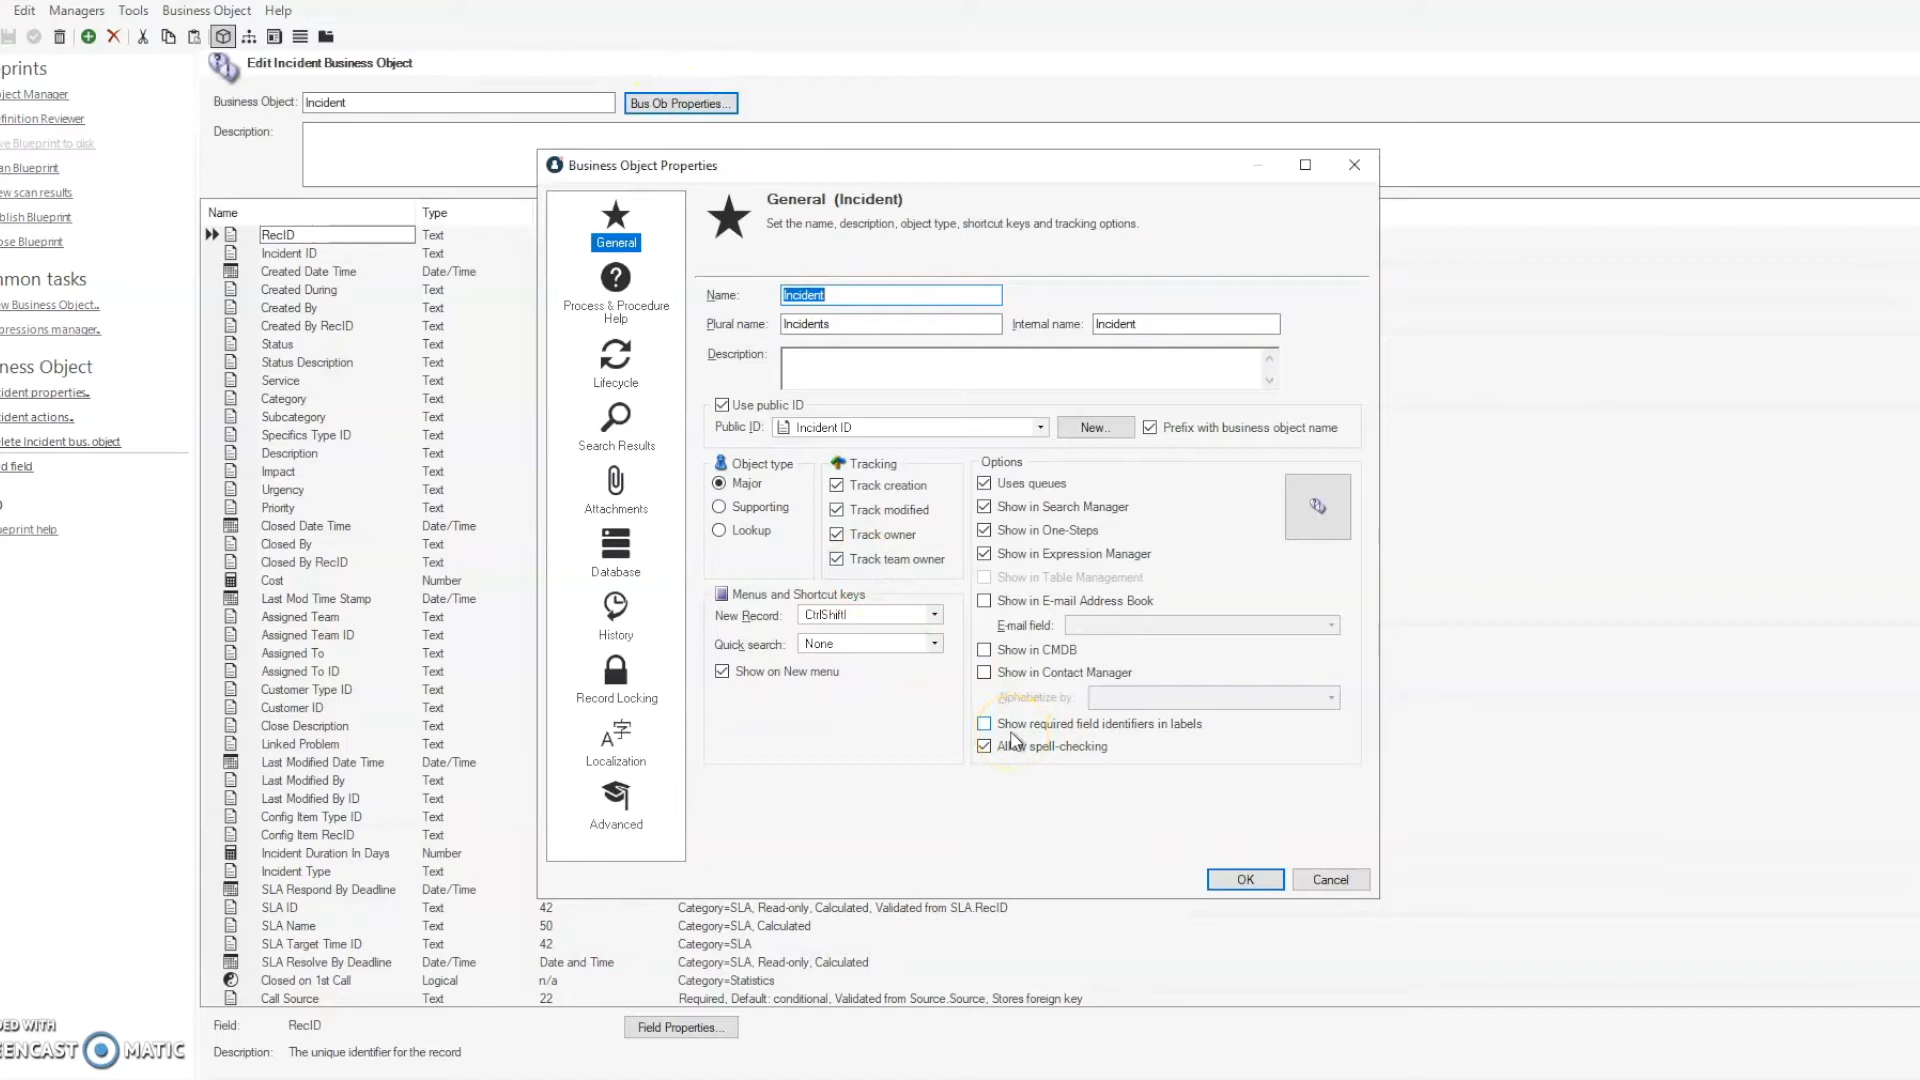 Edit Managers Tools Business Object Help
prints
ject Manager
finition Reviewer
ve Blueprint to disk
an Blueprint
ew scan results
blish Blueprint
ose Blueprint
mmon tasks
w Business Object..
pressions manager..
ness Object
cident properties..
cident actions..
lete Incident bus. object
d field
eprint help
DED WITH
EENCAST MATIC
Edit Incident Business Object
Business Object: Incident Bus Ob Properties...
Description:
Name Type
RecID Text
Incident ID Text
Created Date Time Date/Time
Created During Text
Created By Text
Created By RecID Text
Status Text
Status Description Text
Service Text
Category Text
Subcategory Text
Specifics Type ID Text
Description Text
Impact Text
Urgency Text
Priority Text
Closed Date Time Date/Time
Closed By Text
Closed By RecID Text
Cost Number
Last Mod Time Stamp Date/Time
Assigned Team Text
Assigned Team ID Text
Assigned To Text
Assigned To ID Text
Customer Type ID Text
Customer ID Text
Close Description Text
Linked Problem Text
Last Modified Date Time Date/Time
Last Modified By Text
Last Modified By ID Text
Config Item Type ID Text
Config Item RecID Text
Incident Duration In Days Number
Incident Type Text
SLA Respond By Deadline Date/Time
SLA ID Text 42 Category=SLA, Read-only, Calculated, Validated from SLA.RecID
SLA Name Text 50 Category=SLA, Calculated
SLA Target Time ID Text 42 Category=SLA
SLA Resolve By Deadline Date/Time Date and Time Category=SLA, Read-only, Calculated
Closed on 1st Call Logical n/a Category=Statistics
Call Source Text 22 Required, Default: conditional, Validated from Source.Source, Stores foreign key
Field: RecID Field Properties...
Description: The unique identifier for the record
Business Object Properties
General
Process & Procedure
Help
Lifecycle
Search Results
Attachments
Database
History
Record Locking
A字
Localization
Advanced
General (Incident)
Set the name, description, object type, shortcut keys and tracking options.
Name: Incident
Plural name: Incidents Internal name: Incident
Description:
Use public ID
Public ID: Incident ID New.. Prefix with business object name
Object type
Major
Supporting
Lookup
Tracking
Track creation
Track modified
Track owner
Track team owner
Menus and Shortcut keys
New Record: CtrlShiftI
Quick search: None
Show on New menu
Options
Uses queues
Show in Search Manager
Show in One-Steps
Show in Expression Manager
Show in Table Management
Show in E-mail Address Book
E-mail field:
Show in CMDB
Show in Contact Manager
Alphabetize by:
Show required field identifiers in labels
Allow spell-checking
OK Cancel